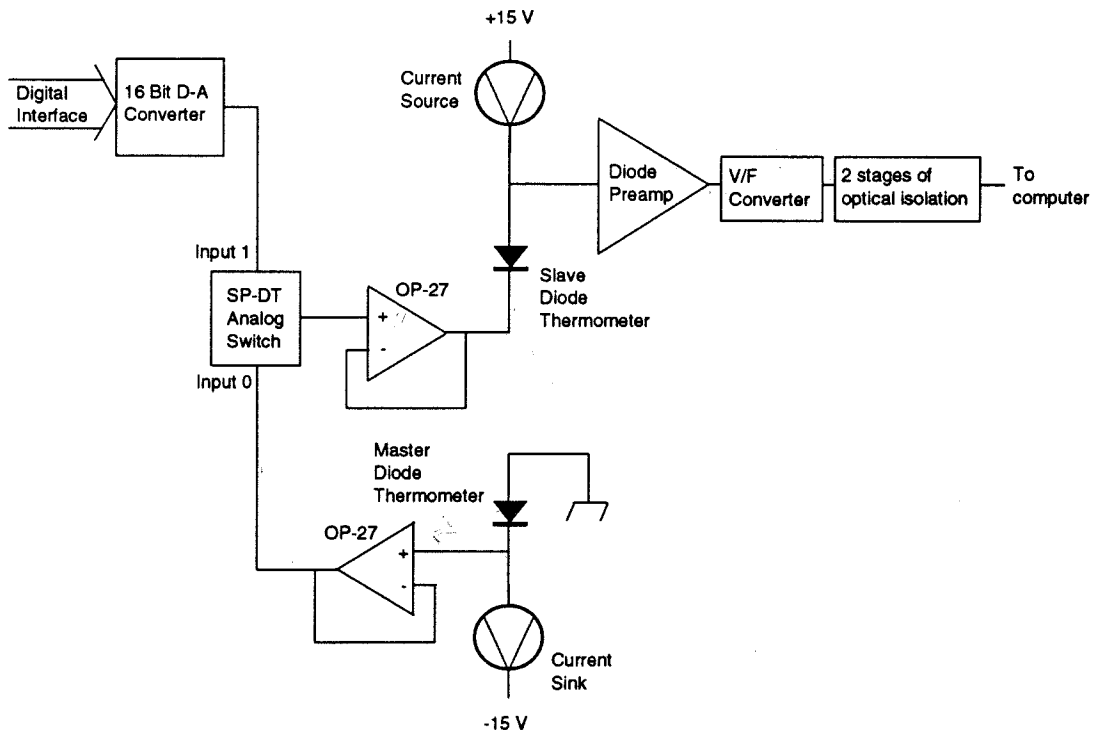 +15 V
Current
Source
Digital
Interface
16 Bit D-A
Converter
Diode
Preamp
V/F
Converter
2 stages of
optical isolation
To
computer
Input 1
SP-DT
Analog
Switch
Input 0
OP-27
+
-
Slave
Diode
Thermometer
Master
Diode
Thermometer
OP-27
+
-
Current
Sink
-15 V